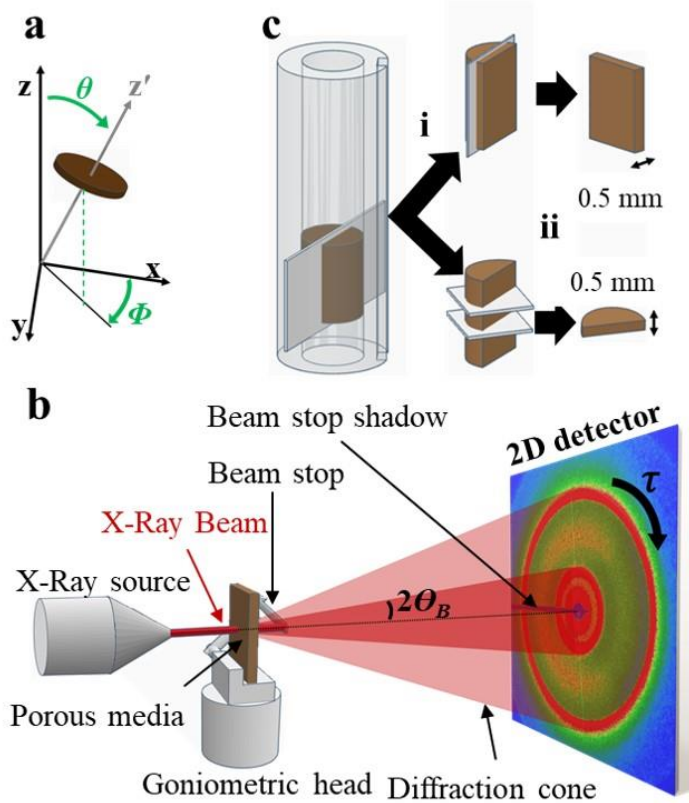 a
z
θ
z'
x
y
Φ
c
i
0.5 mm
ii
0.5 mm
b
Beam stop shadow
Beam stop
X-Ray Beam
X-Ray source
2D detector
τ
2Θ_B
Porous media
Goniometric head
Diffraction cone